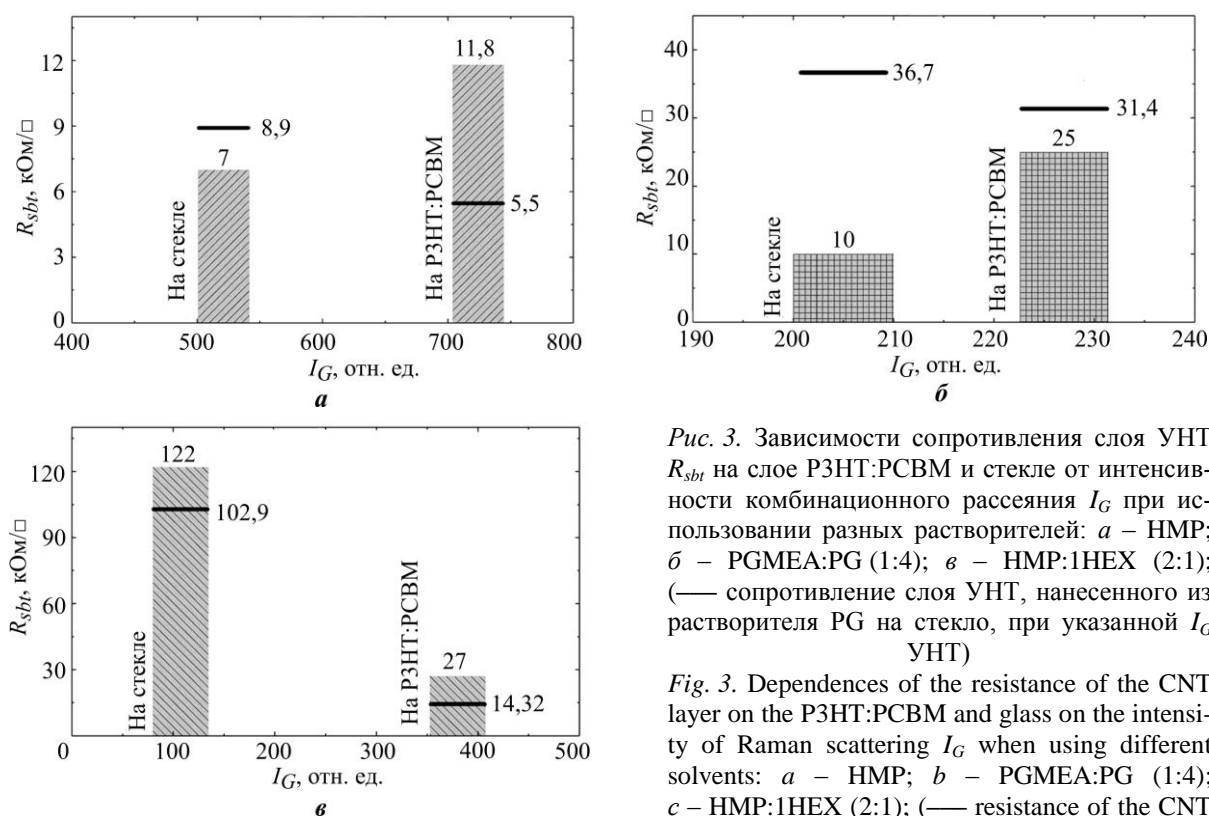 12
9
6
3
0
R_sbt, кОм/□
8,9
7
На стекле
11,8
5,5
На P3HT:PCBM
400 500 600 700 800
I_G, отн. ед.
а
40
30
20
10
0
R_sbt, кОм/□
36,7
10
На стекле
31,4
25
На P3HT:PCBM
190 200 210 220 230 240
I_G, отн. ед.
б
120
90
60
30
R_sbt, кОм/□
122
102,9
На стекле
27
14,32
На P3HT:PCBM
0 100 200 300 400 500
I_G, отн. ед.
в
Рис. 3. Зависимости сопротивления слоя УНТ
R_sbt на слое P3HT:PCBM и стекле от интенсив-
ности комбинационного рассеяния I_G при ис-
пользовании разных растворителей: а – HMP;
б – PGMEA:PG (1:4); в – HMP:1HEX (2:1);
(–– сопротивление слоя УНТ, нанесенного из
растворителя PG на стекло, при указанной I_G
УНТ)
Fig. 3. Dependences of the resistance of the CNT
layer on the P3HT:PCBM and glass on the intensi-
ty of Raman scattering I_G when using different
solvents: a – HMP; b – PGMEA:PG (1:4);
c – HMP:1HEX (2:1); (–– resistance of the CNT